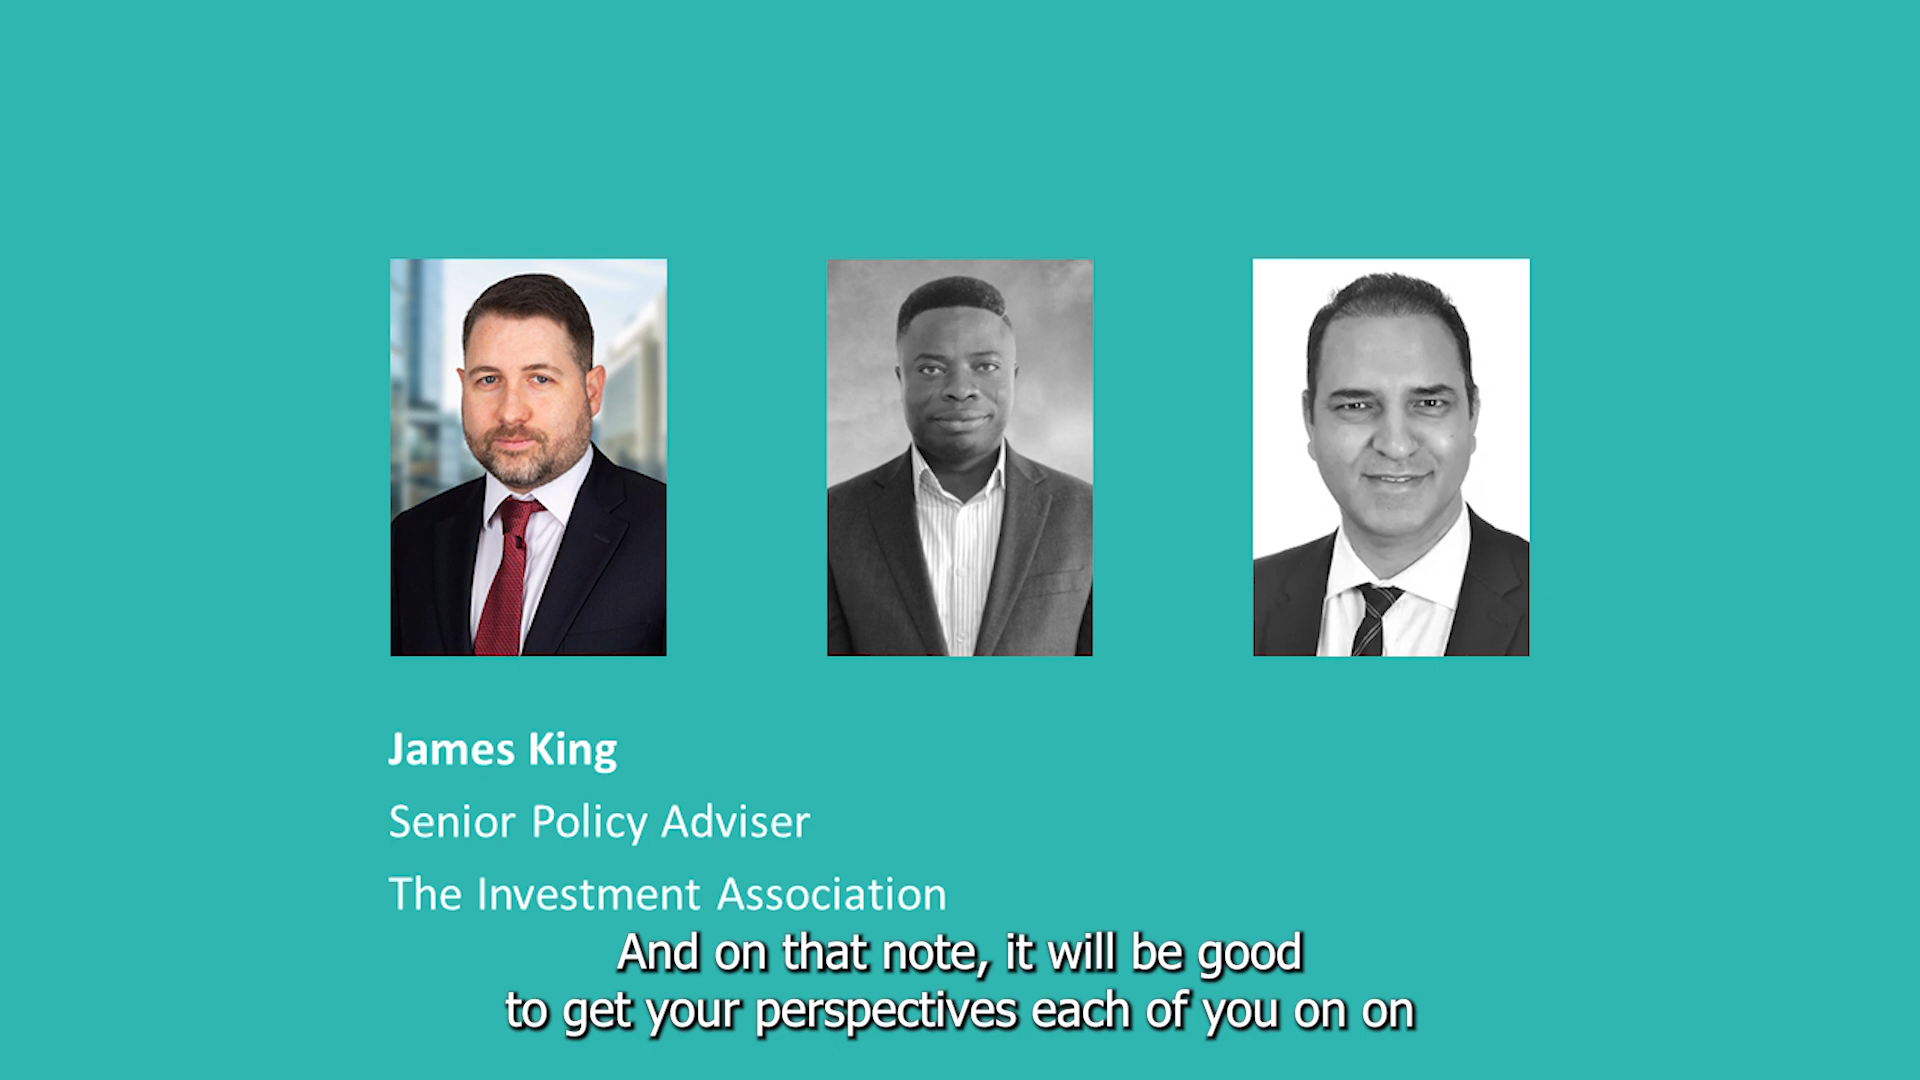 James King
Senior Policy Adviser
The Investment Association
And on that note, it will be good
to get your perspectives each of you on on